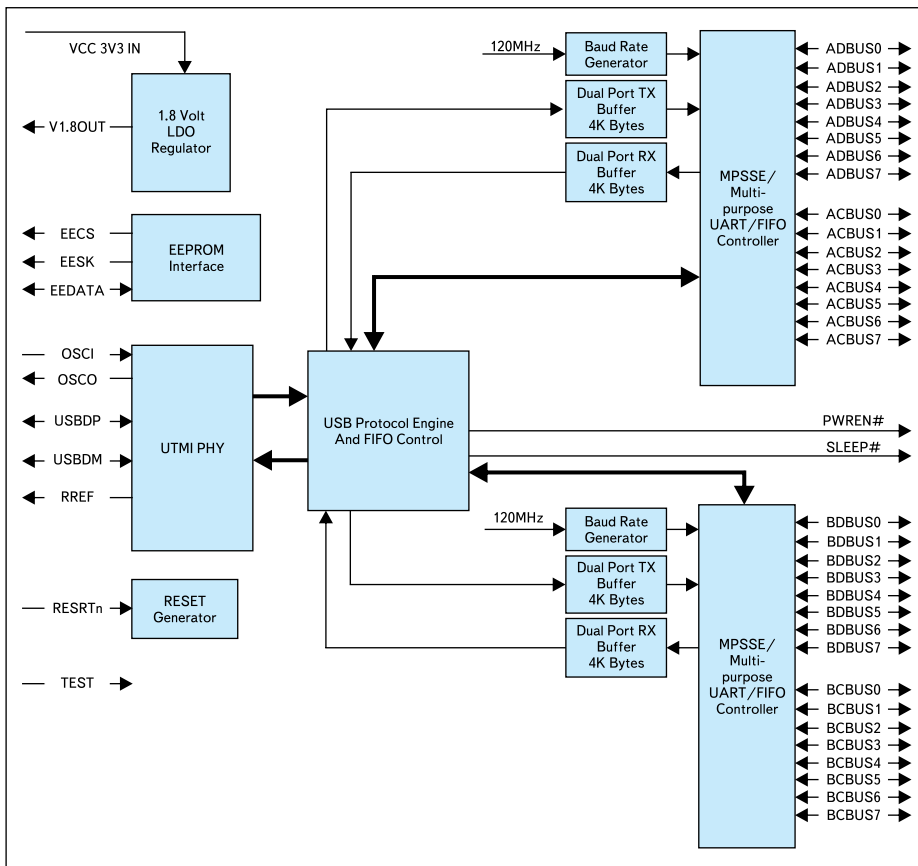 VCC 3V3 IN
1.8 Volt
LDO
Regulator
V1.8OUT
EECS
EESK
EEDATA
EEPROM
Interface
OSCI
OSCO
USBDP
USBDM
RREF
UTMI PHY
RESRTn
RESET
Generator
TEST
USB Protocol Engine
And FIFO Control
120MHz
Baud Rate
Generator
Dual Port TX
Buffer
4K Bytes
Dual Port RX
Buffer
4K Bytes
MPSSE/
Multi-
purpose
UART/FIFO
Controller
ADBUS0
ADBUS1
ADBUS2
ADBUS3
ADBUS4
ADBUS5
ADBUS6
ADBUS7
ACBUS0
ACBUS1
ACBUS2
ACBUS3
ACBUS4
ACBUS5
ACBUS6
ACBUS7
PWREN#
SLEEP#
120MHz
Baud Rate
Generator
Dual Port TX
Buffer
4K Bytes
Dual Port RX
Buffer
4K Bytes
MPSSE/
Multi-
purpose
UART/FIFO
Controller
BDBUS0
BDBUS1
BDBUS2
BDBUS3
BDBUS4
BDBUS5
BDBUS6
BDBUS7
BCBUS0
BCBUS1
BCBUS2
BCBUS3
BCBUS4
BCBUS5
BCBUS6
BCBUS7